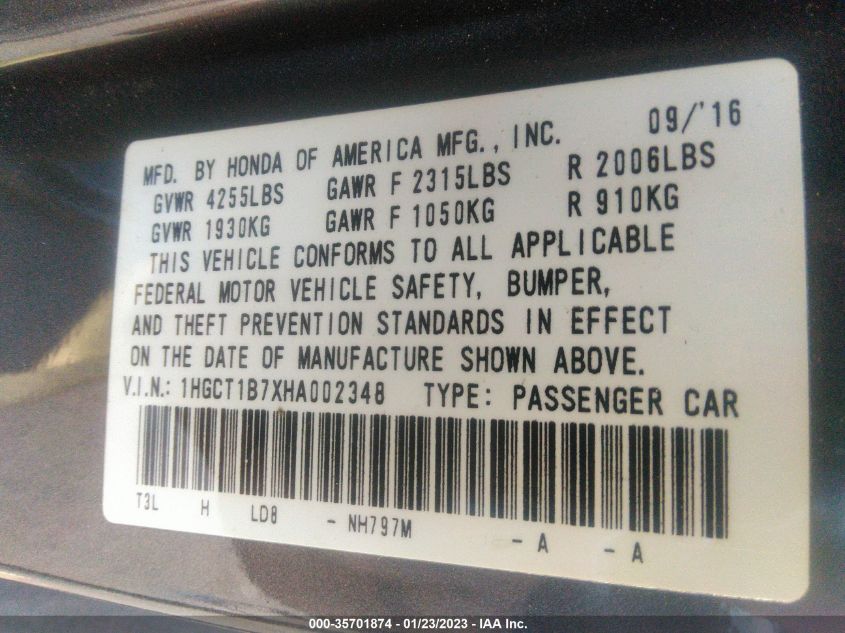 09/'16
MFD. BY HONDA OF AMERICA MFG., INC.
GVWR 4255LBS GAWR F 2315LBS R 2006LBS
GVWR 1930KG GAWR F 1050KG R 910KG
THIS VEHICLE CONFORMS TO ALL APPLICABLE
FEDERAL MOTOR VEHICLE SAFETY, BUMPER,
AND THEFT PREVENTION STANDARDS IN EFFECT
ON THE DATE OF MANUFACTURE SHOWN ABOVE.
V.I.N.: 1HGCT1B7XHA002348 TYPE: PASSENGER CAR
T3L H LD8 - NH797M - A - A
000-35701874 - 01/23/2023 - IAA Inc.